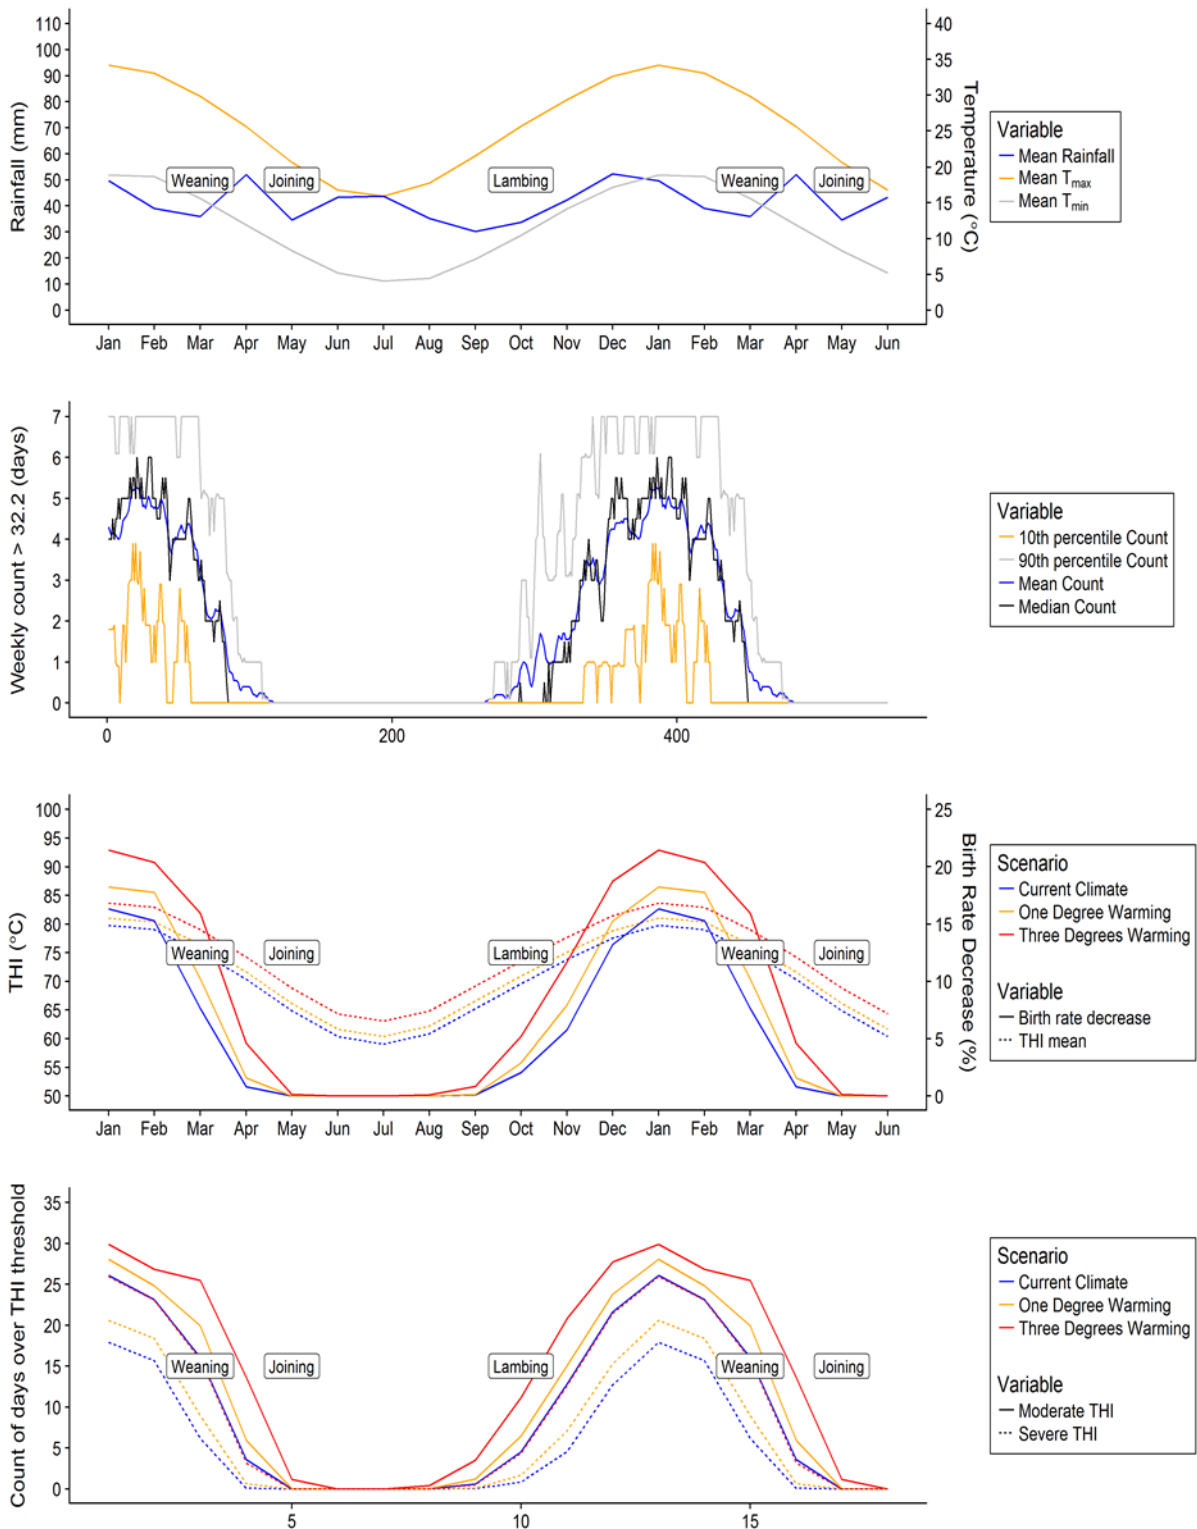 Rainfall (mm)
110
100
90
80
70
60
50
40
30
20
10
0
Weaning
Joining
Lambing
Weaning
Joining
40
35
30
25
20
15
10
5
0
Temperature (°C)
Jan Feb Mar Apr May Jun Jul Aug Sep Oct Nov Dec Jan Feb Mar Apr May Jun
Variable
Mean Rainfall
Mean Tmax
Mean Tmin
Weekly count > 32.2 (days)
7
6
5
4
3
2
1
0
0 200 400
Variable
10th percentile Count
90th percentile Count
Mean Count
Median Count
THI (°C)
100
95
90
85
80
75
70
65
60
55
50
Weaning
Joining
Lambing
Weaning
Joining
25
20
15
10
5
0
Birth Rate Decrease (%)
Jan Feb Mar Apr May Jun Jul Aug Sep Oct Nov Dec Jan Feb Mar Apr May Jun
Scenario
Current Climate
One Degree Warming
Three Degrees Warming
Variable
Birth rate decrease
THI mean
Count of days over THI threshold
35
30
25
20
15
10
5
0
Weaning
Joining
Lambing
Weaning
Joining
5 10 15
Scenario
Current Climate
One Degree Warming
Three Degrees Warming
Variable
Moderate THI
Severe THI